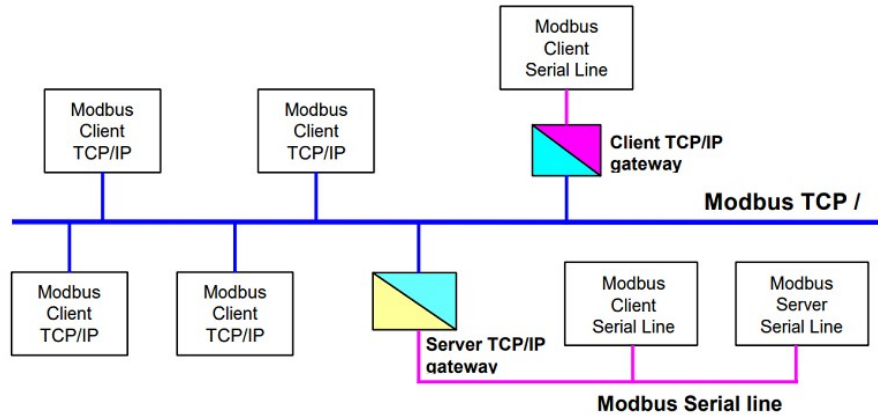 Modbus
Client
Serial Line
Modbus
Client
TCP/IP
Modbus
Client
TCP/IP
Client TCP/IP
gateway
Modbus TCP /
Modbus
Client
TCP/IP
Modbus
Client
TCP/IP
Server TCP/IP
gateway
Modbus
Client
Serial Line
Modbus
Server
Serial Line
Modbus Serial line